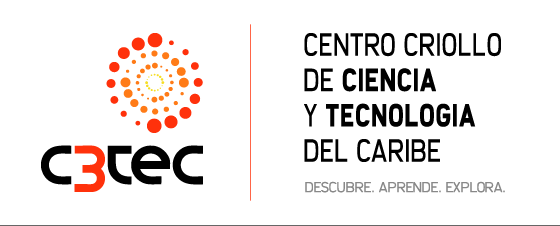 C3TEC
CENTRO CRIOLLO
DE CIENCIA
Y TECNOLOGIA
DEL CARIBE
DESCUBRE. APRENDE. EXPLORA.